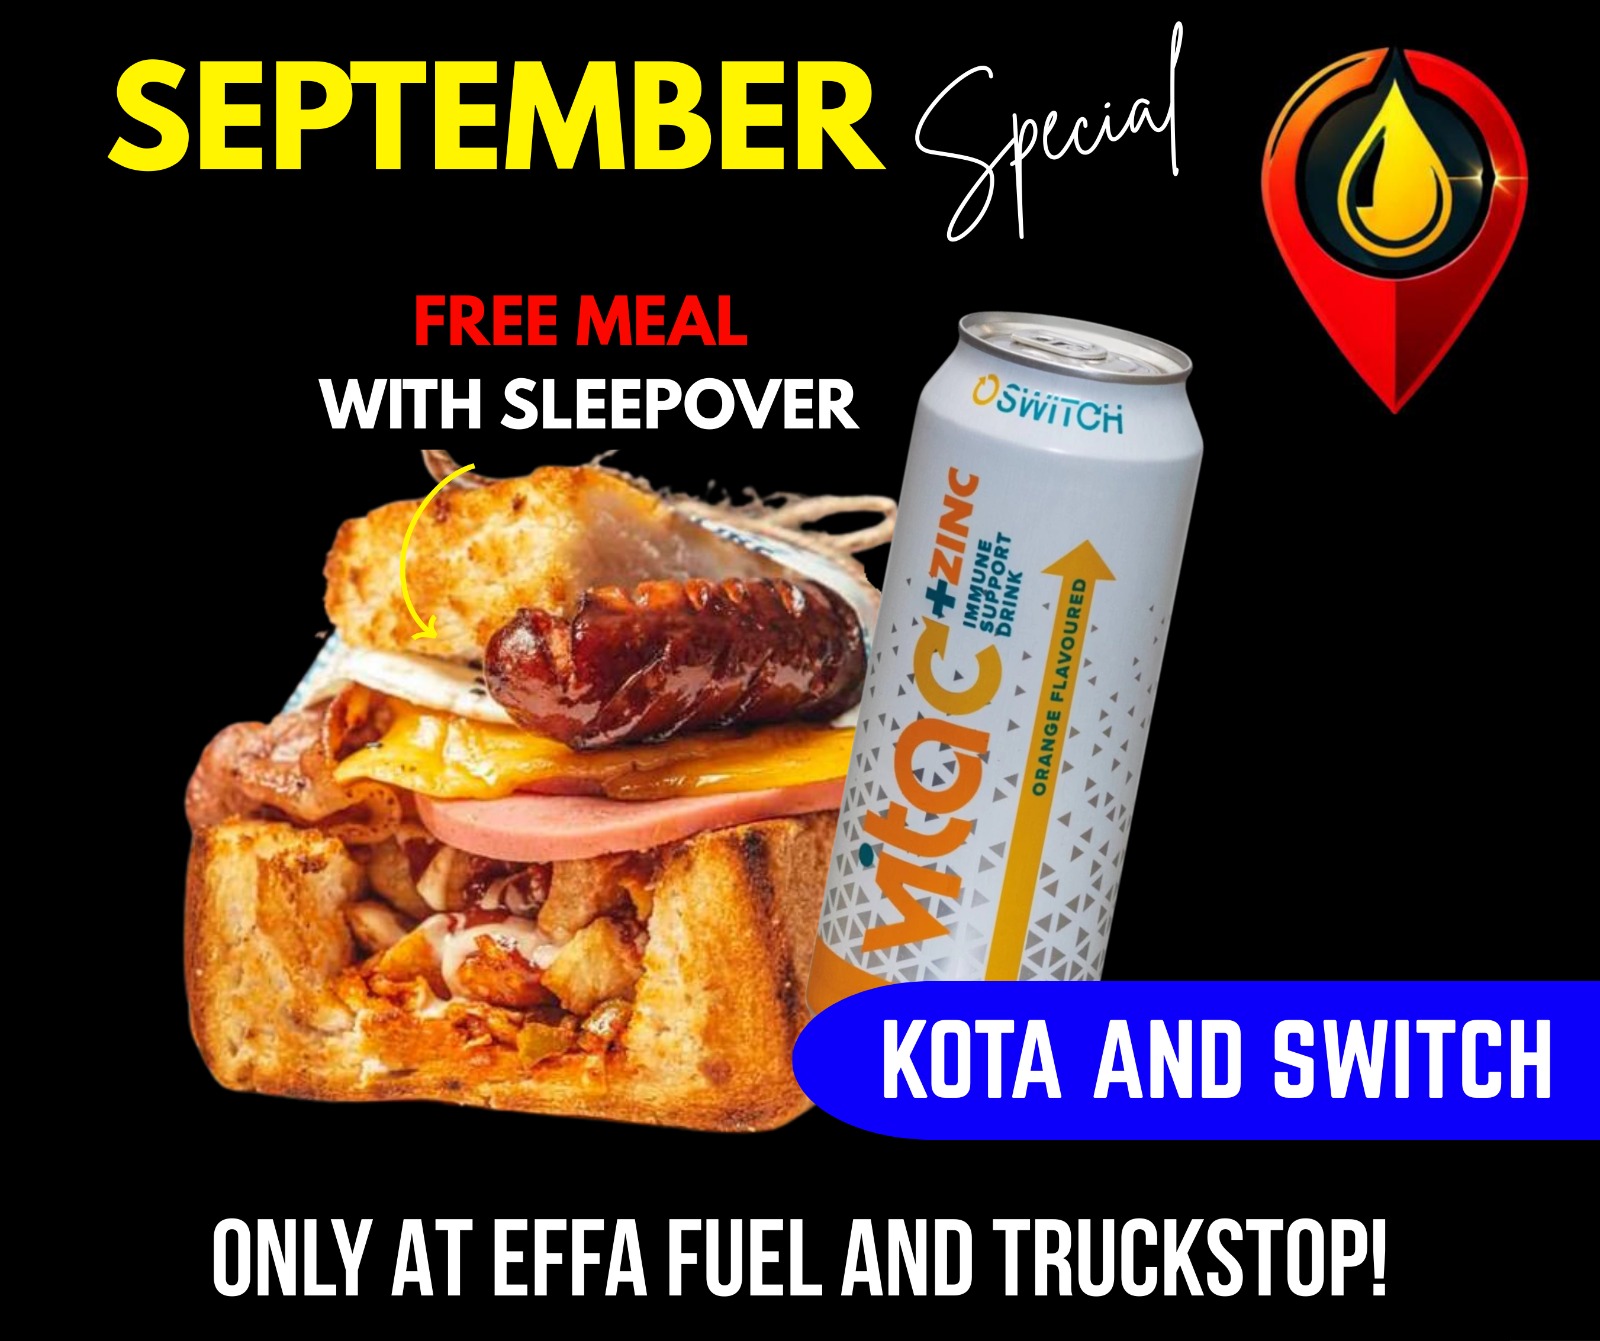 SEPTEMBER Special
FREE MEAL
WITH SLEEPOVER
SWITCH
vitac+ZINC
IMMUNE
SUPPORT
DRINK
ORANGE FLAVOURED
KOTA AND SWITCH
ONLY AT EFFA FUEL AND TRUCKSTOP!